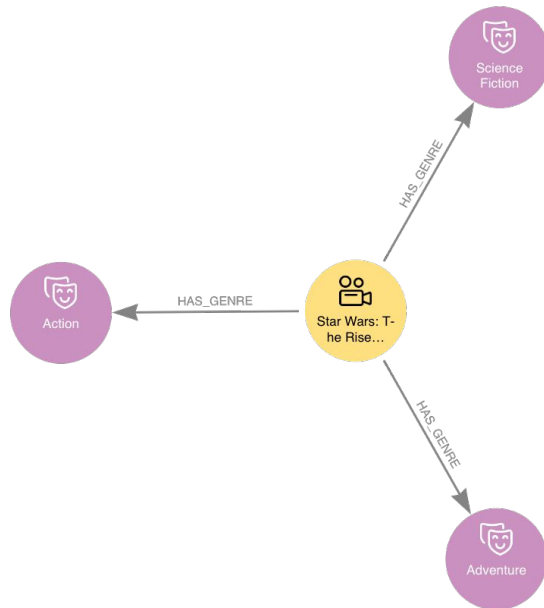 Science
Fiction
HAS_GENRE
HAS_GENRE
Action
Star Wars: T-
he Rise…
HAS_GENRE
Adventure